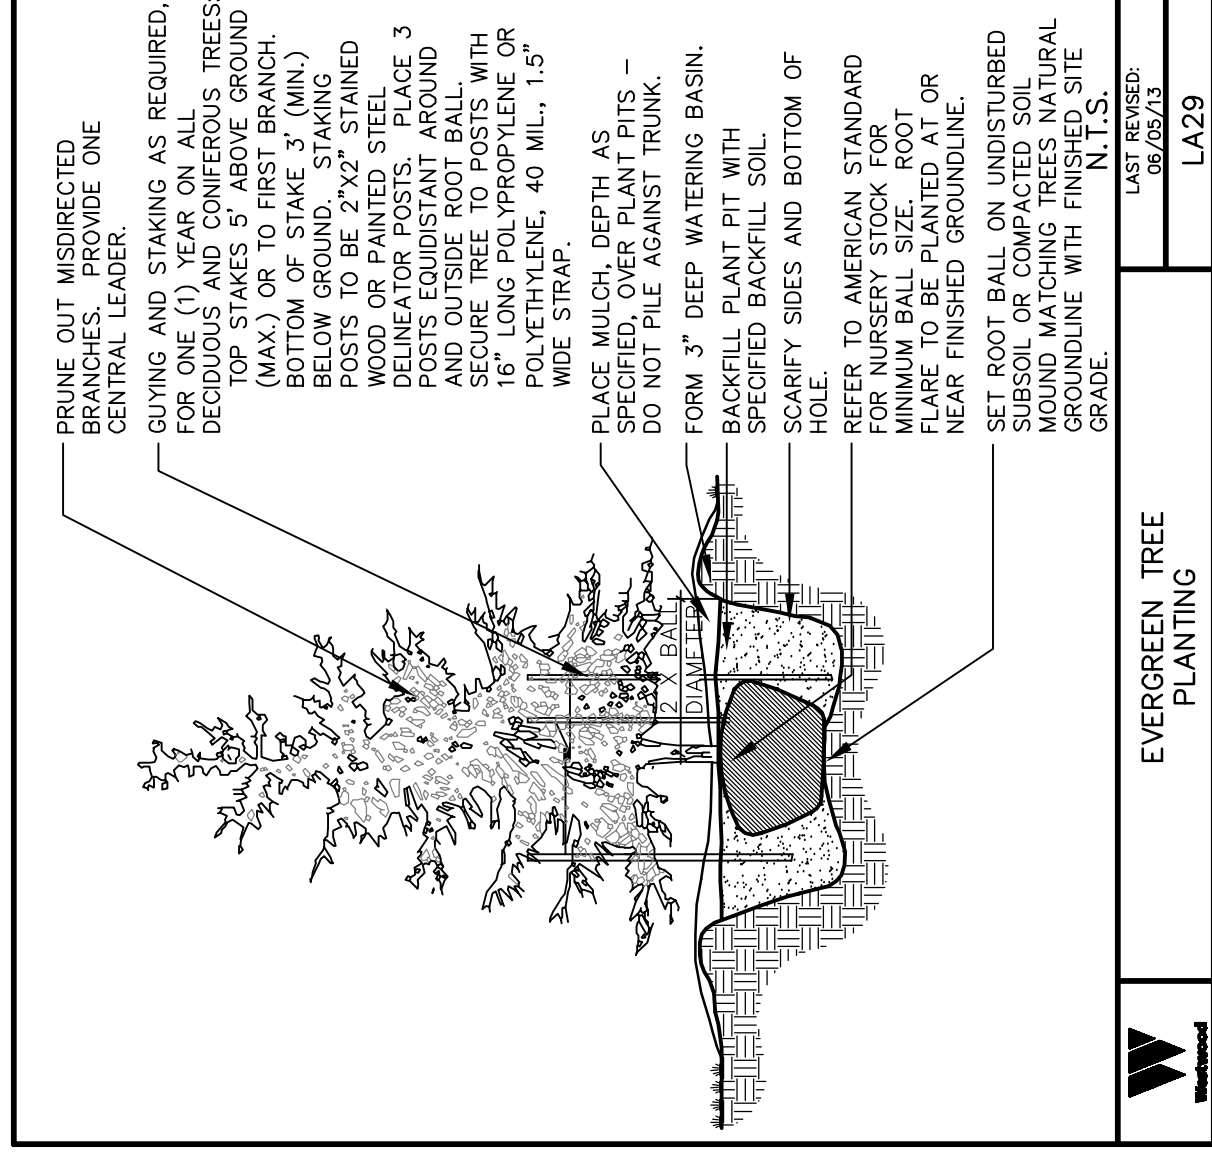 PRUNE OUT MISDIRECTED
BRANCHES. PROVIDE ONE
CENTRAL LEADER.
GUYING AND STAKING AS REQUIRED,
FOR ONE (1) YEAR ON ALL
DECIDUOUS AND CONIFEROUS TREES:
TOP STAKES 5' ABOVE GROUND
(MAX.) OR TO FIRST BRANCH.
BOTTOM OF STAKE 3' (MIN.)
BELOW GROUND. STAKING
POSTS TO BE 2"X2" STAINED
WOOD OR PAINTED STEEL
DELINEATOR POSTS. PLACE 3
POSTS EQUIDISTANT AROUND
AND OUTSIDE ROOT BALL.
SECURE TREE TO POSTS WITH
16" LONG POLYPROPYLENE OR
POLYETHYLENE, 40 MIL., 1.5"
WIDE STRAP.
PLACE MULCH, DEPTH AS
SPECIFIED, OVER PLANT PITS –
DO NOT PILE AGAINST TRUNK.
FORM 3" DEEP WATERING BASIN.
BACKFILL PLANT PIT WITH
SPECIFIED BACKFILL SOIL.
SCARIFY SIDES AND BOTTOM OF
HOLE.
REFER TO AMERICAN STANDARD
FOR NURSERY STOCK FOR
MINIMUM BALL SIZE. ROOT
FLARE TO BE PLANTED AT OR
NEAR FINISHED GROUNDLINE.
SET ROOT BALL ON UNDISTURBED
SUBSOIL OR COMPACTED SOIL
MOUND MATCHING TREES NATURAL
GROUNDLINE WITH FINISHED SITE
GRADE.
N.T.S.
2 X BALL
DIAMETER
Westwood
EVERGREEN TREE
PLANTING
LAST REVISED:
06/05/13
LA29